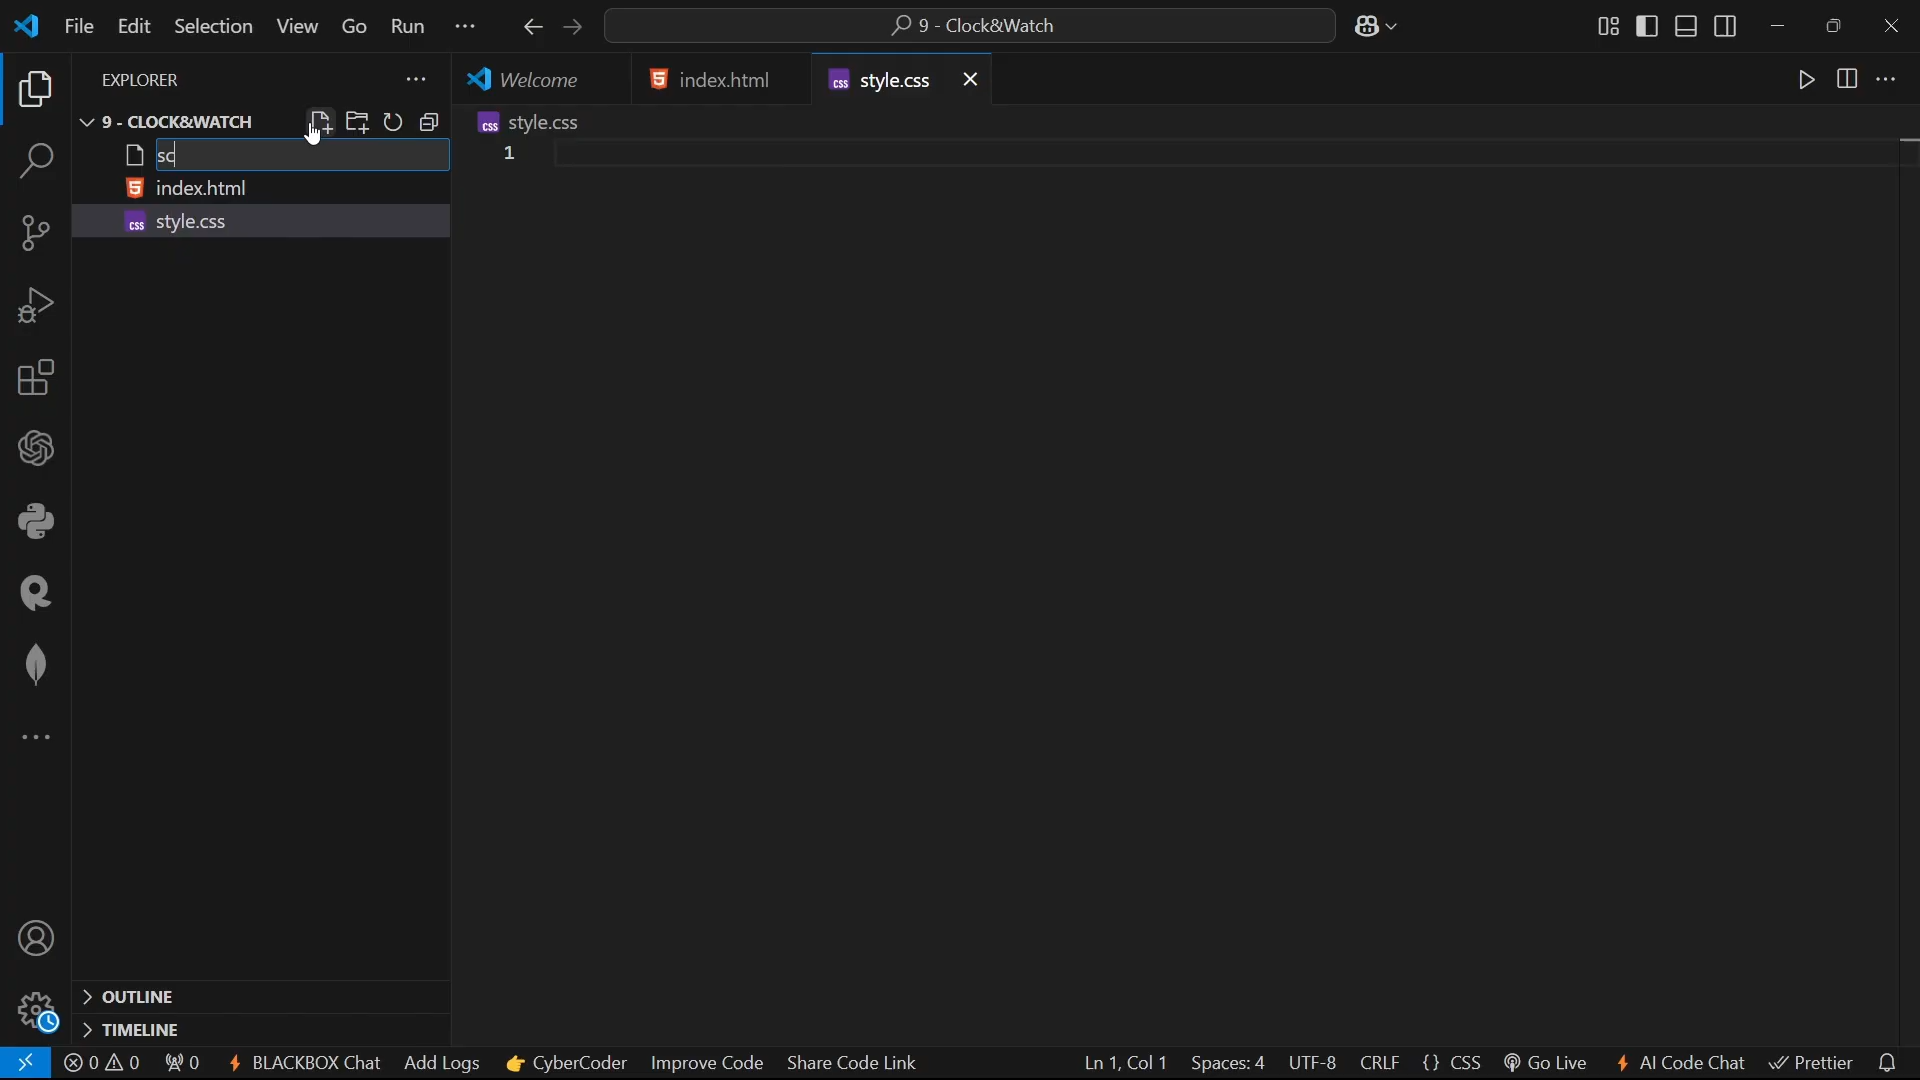 File Edit Selection View Go Run
9 - Clock&Watch
EXPLORER
Welcome
index.html
style.css
9 - CLOCK&WATCH
style.css
sc
1
index.html
style.css
OUTLINE
TIMELINE
0 0 0 BLACKBOX Chat Add Logs CyberCoder Improve Code Share Code Link Ln 1, Col 1 Spaces: 4 UTF-8 CRLF {} CSS Go Live AI Code Chat Prettier